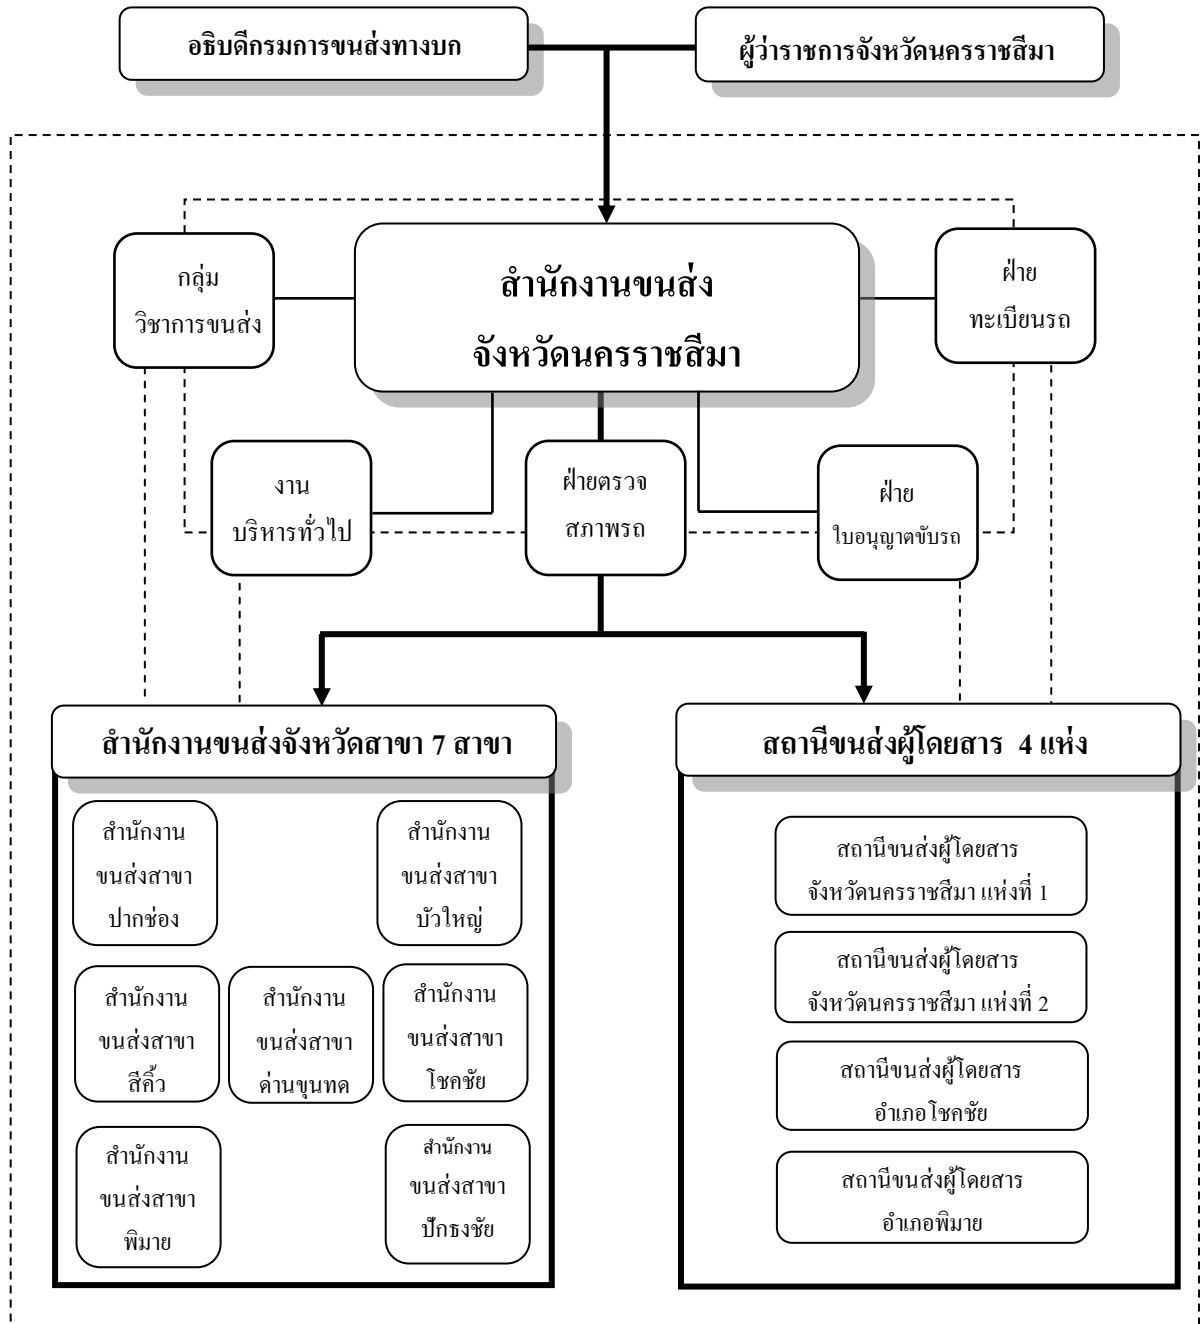 อธิบดีกรมการขนส่งทางบก
ผู้ว่าราชการจังหวัดนครราชสีมา
สำนักงานขนส่ง
จังหวัดนครราชสีมา
กลุ่ม
วิชาการขนส่ง
ฝ่าย
ทะเบียนรถ
งาน
บริหารทั่วไป
ฝ่ายตรวจ
สภาพรถ
ฝ่าย
ใบอนุญาตขับรถ
สำนักงานขนส่งจังหวัดสาขา 7 สาขา
สำนักงาน
ขนส่งสาขา
ปากช่อง
สำนักงาน
ขนส่งสาขา
บัวใหญ่
สำนักงาน
ขนส่งสาขา
สีคิ้ว
สำนักงาน
ขนส่งสาขา
ด่านขุนทด
สำนักงาน
ขนส่งสาขา
โชคชัย
สำนักงาน
ขนส่งสาขา
พิมาย
สำนักงาน
ขนส่งสาขา
ปักธงชัย
สถานีขนส่งผู้โดยสาร 4 แห่ง
สถานีขนส่งผู้โดยสาร
จังหวัดนครราชสีมา แห่งที่ 1
สถานีขนส่งผู้โดยสาร
จังหวัดนครราชสีมา แห่งที่ 2
สถานีขนส่งผู้โดยสาร
อำเภอโชคชัย
สถานีขนส่งผู้โดยสาร
อำเภอพิมาย